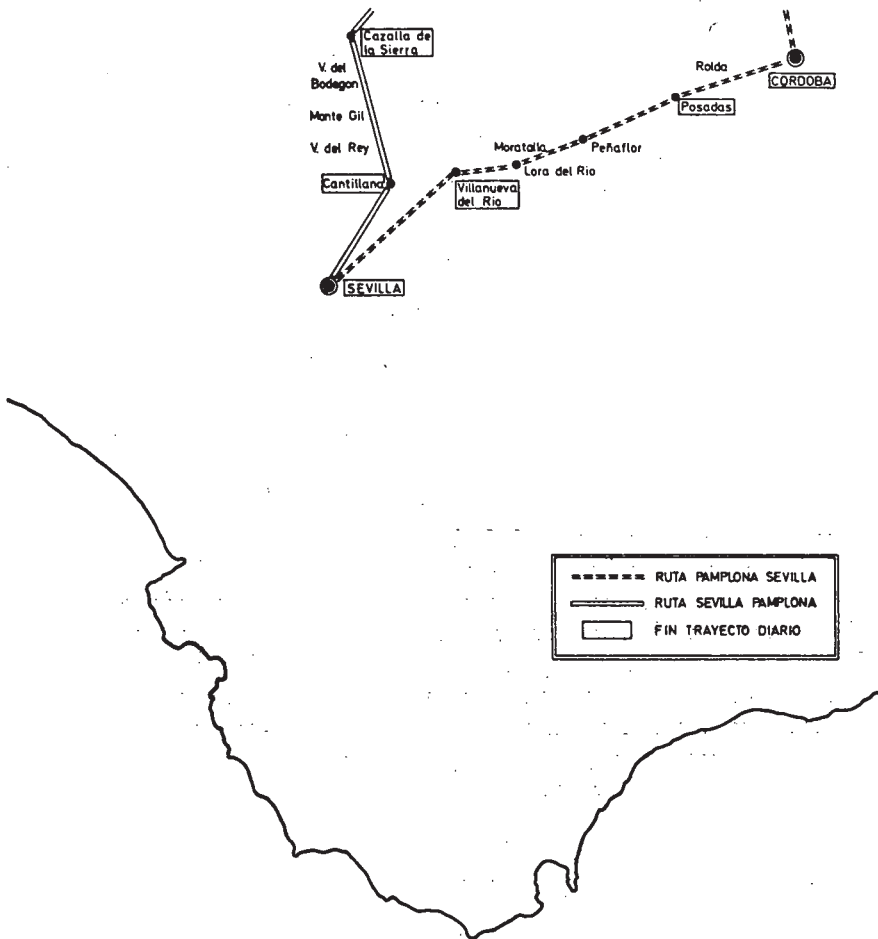 Cazalla de
la Sierra
V. del
Bodegon
Monte Gil
V. del Rey
Cantillana
SEVILLA
Villanueva
del Rio
Moratalla
Lora del Rio
Peñaflor
Posadas
Rolda
CORDOBA
RUTA PAMPLONA SEVILLA
RUTA SEVILLA PAMPLONA
FIN TRAYECTO DIARIO